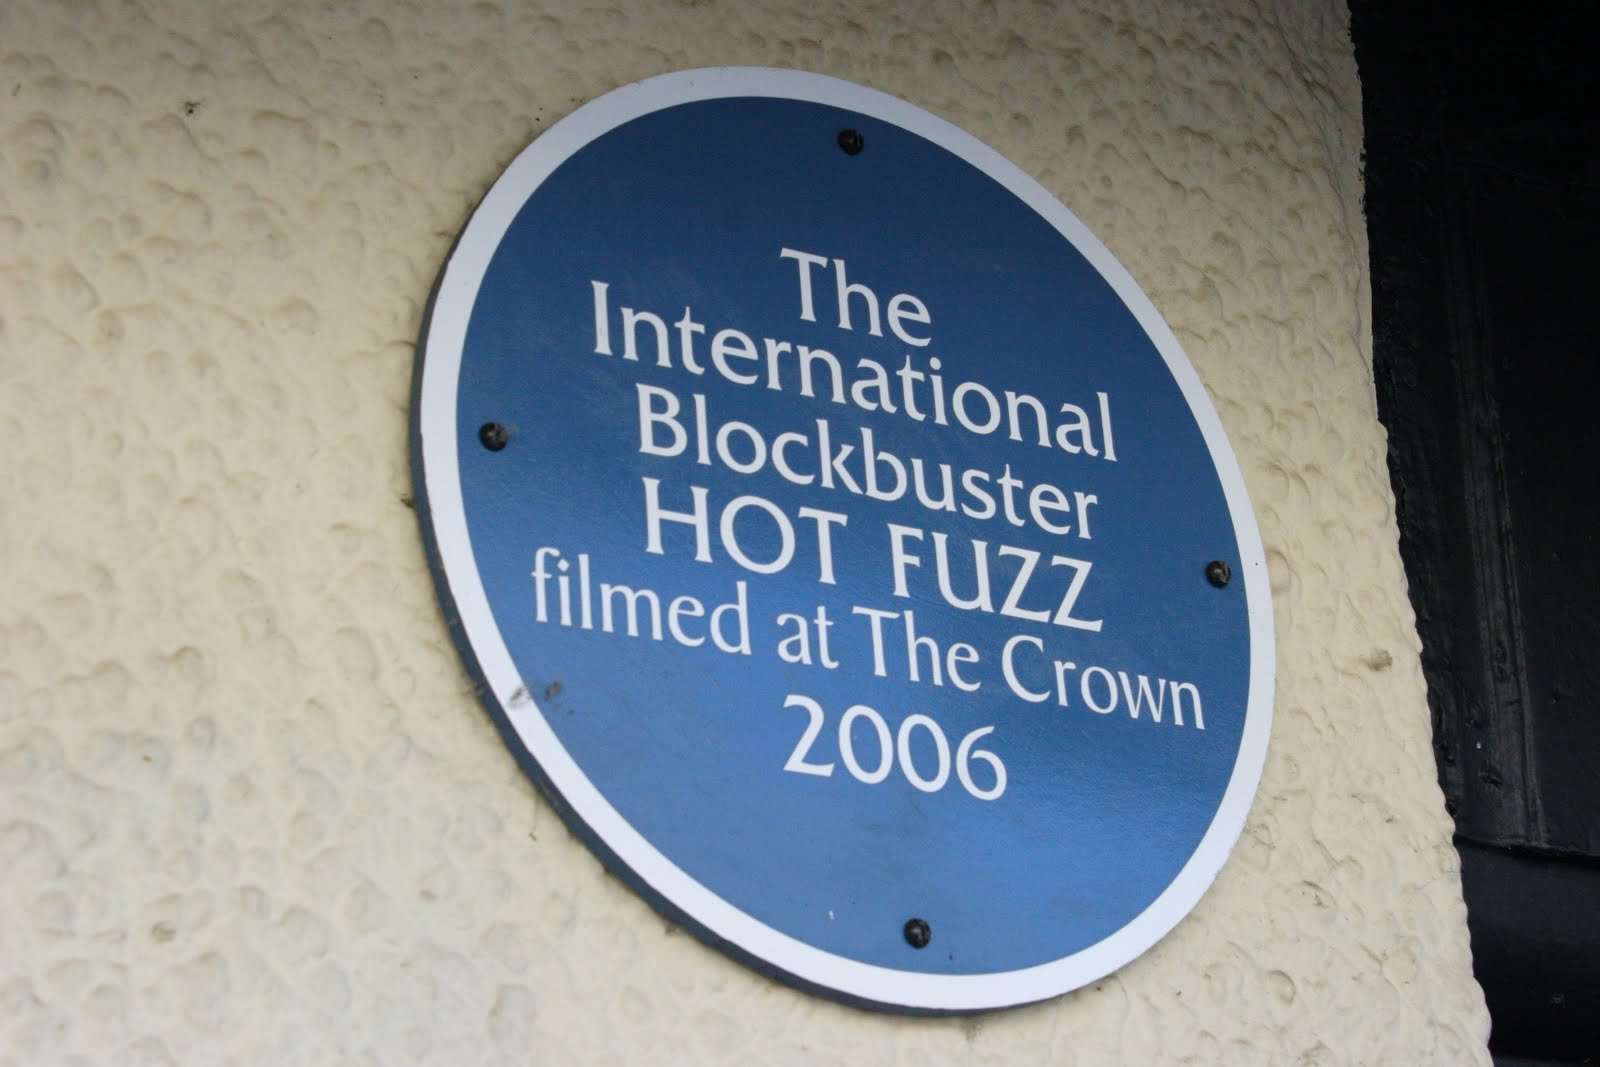 The
International
Blockbuster
HOT FUZZ
filmed at The Crown
2006